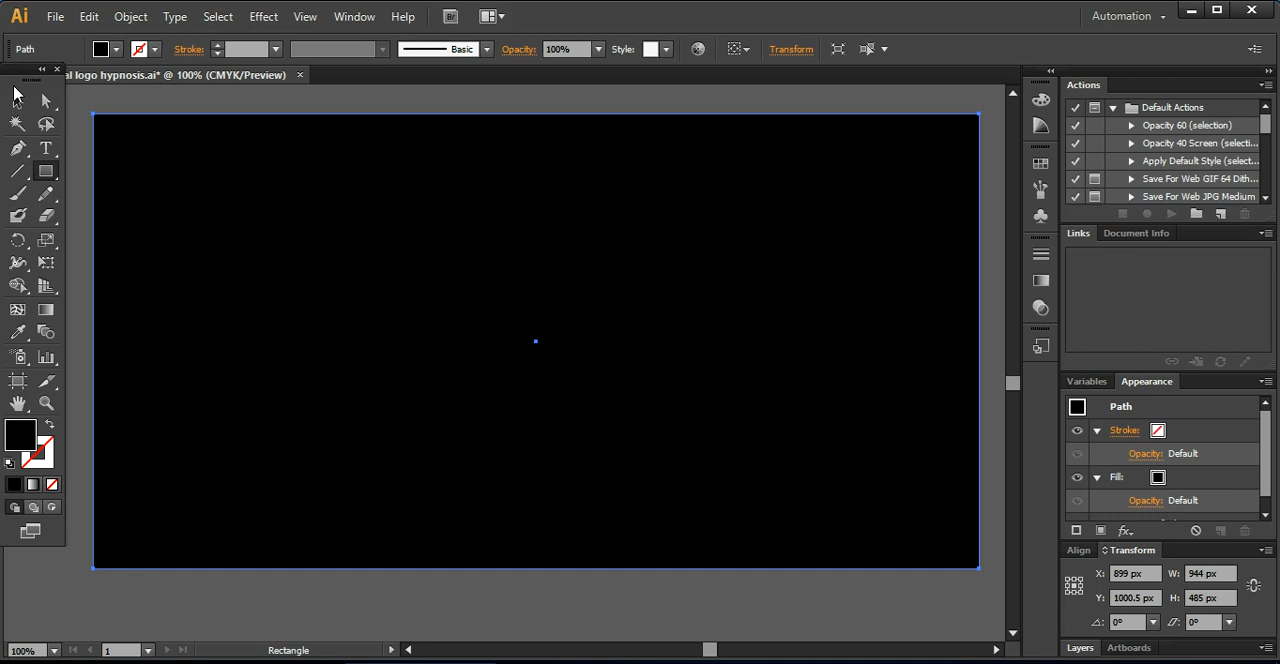 Ai File Edit Object Type Select Effect View Window Help Br Automation
Path Stroke: Basic Opacity: 100% Style: Transform
al logo hypnosis.ai* @ 100% (CMYK/Preview)
Actions
Default Actions
Opacity 60 (selection)
Opacity 40 Screen (selecti...
Apply Default Style (select...
Save For Web GIF 64 Dith...
Save For Web JPG Medium
Links Document Info
Variables Appearance
Path
Stroke:
Opacity: Default
Fill:
Opacity: Default
fx
Align Transform
X: 899 px W: 944 px
Y: 1000.5 px H: 485 px
0° 0°
Layers Artboards
100% 1 Rectangle